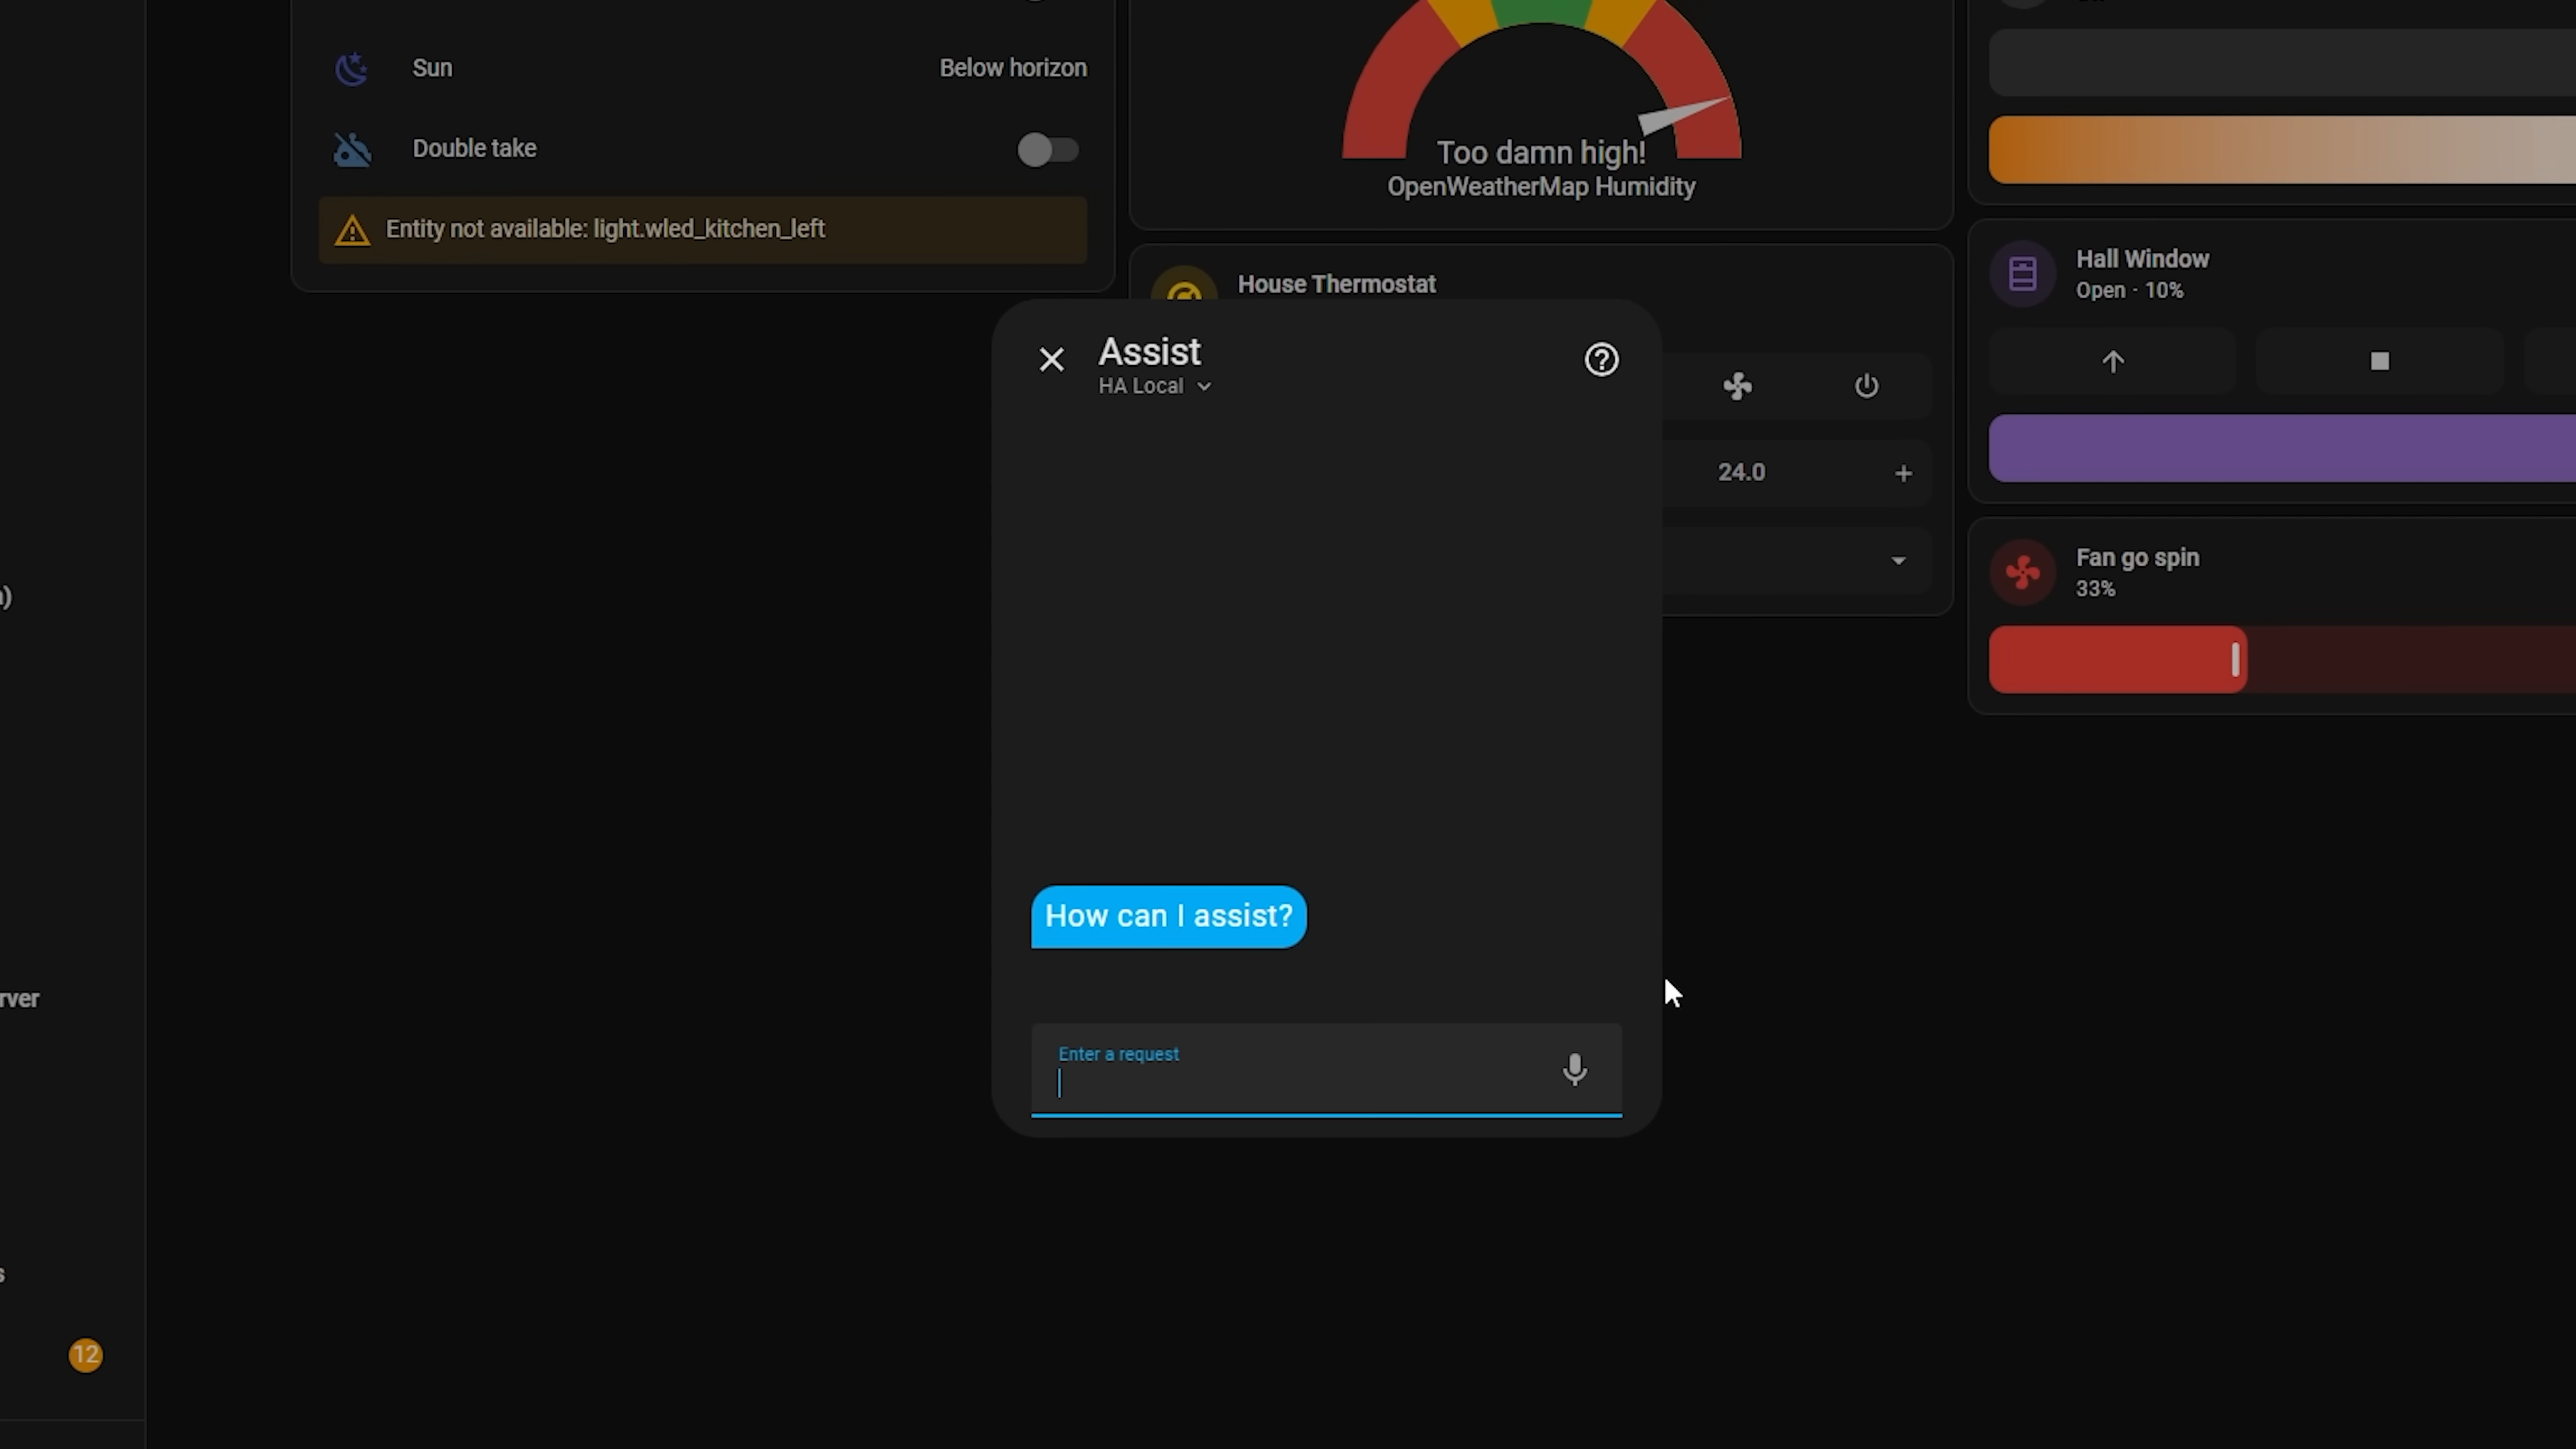 Sun
Below horizon
Double take
Entity not available: light.wled_kitchen_left
Too damn high!
OpenWeatherMap Humidity
House Thermostat
24.0
Hall Window
Open · 10%
Fan go spin
33%
Assist
HA Local
How can I assist?
Enter a request
12